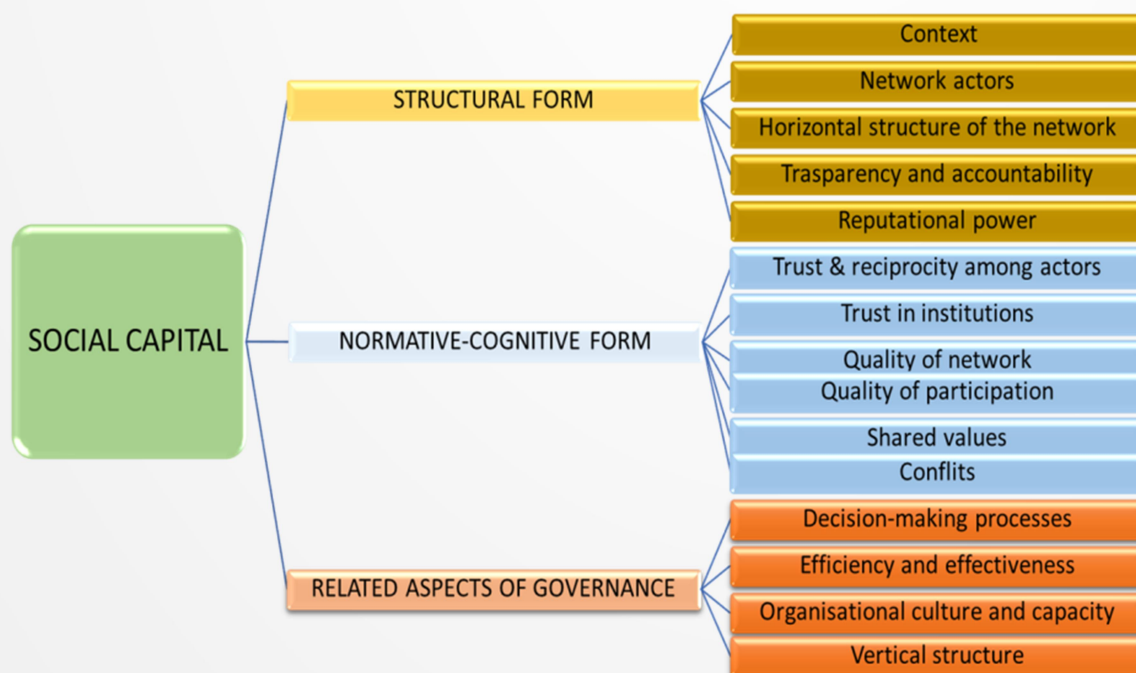 SOCIAL CAPITAL
STRUCTURAL FORM
Context
Network actors
Horizontal structure of the network
Trasparency and accountability
Reputational power
NORMATIVE-COGNITIVE FORM
Trust & reciprocity among actors
Trust in institutions
Quality of network
Quality of participation
Shared values
Conflits
RELATED ASPECTS OF GOVERNANCE
Decision-making processes
Efficiency and effectiveness
Organisational culture and capacity
Vertical structure